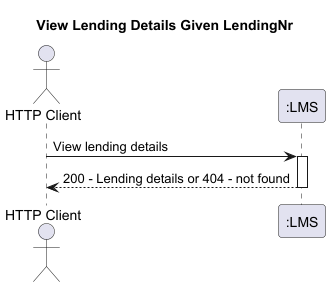 View Lending Details Given LendingNr
HTTP Client
:LMS
View lending details
200 - Lending details or 404 - not found
HTTP Client
:LMS